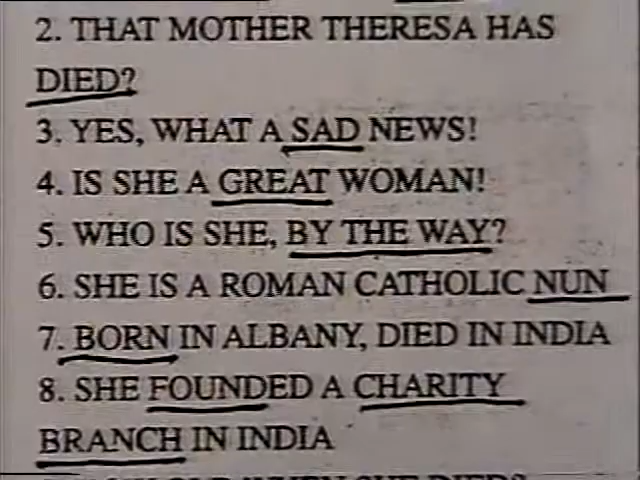 2. THAT MOTHER THERESA HAS
DIED?
3. YES, WHAT A SAD NEWS!
4. IS SHE A GREAT WOMAN!
5. WHO IS SHE, BY THE WAY?
6. SHE IS A ROMAN CATHOLIC NUN
7. BORN IN ALBANY, DIED IN INDIA
8. SHE FOUNDED A CHARITY
BRANCH IN INDIA